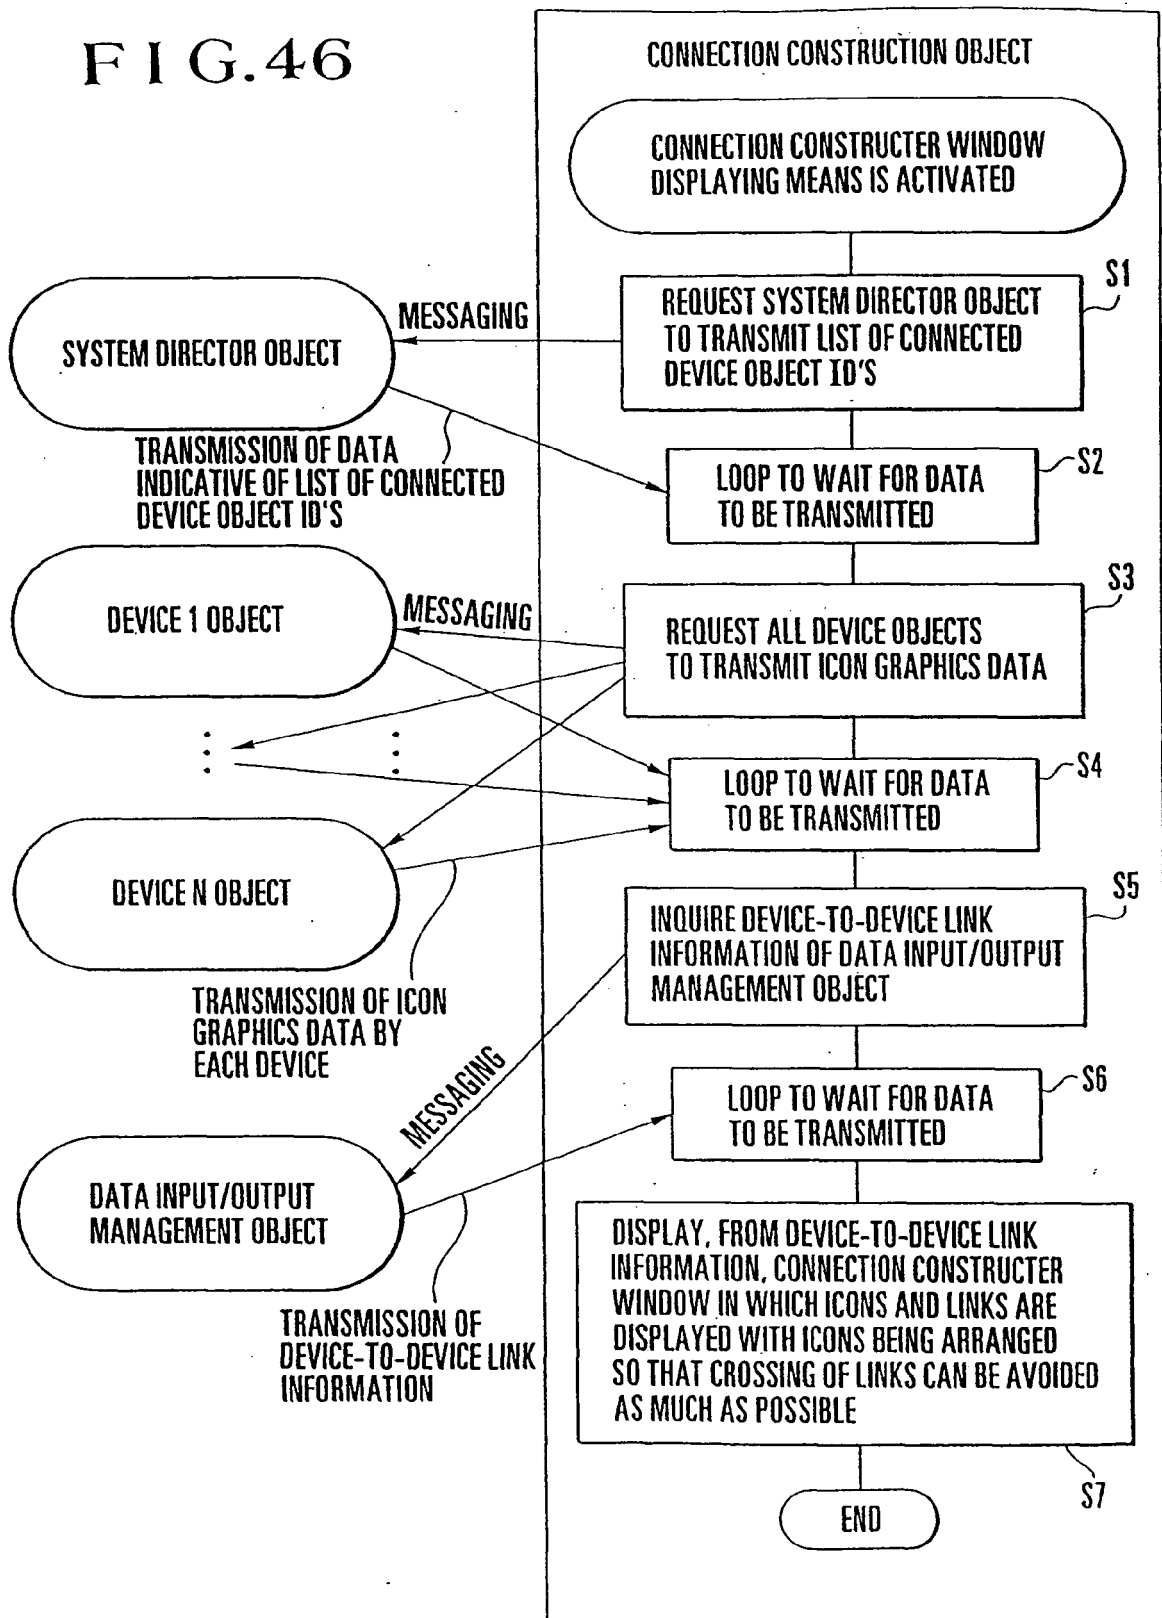 FIG.46
CONNECTION CONSTRUCTION OBJECT
CONNECTION CONSTRUCTER WINDOW
DISPLAYING MEANS IS ACTIVATED
S1
REQUEST SYSTEM DIRECTOR OBJECT
TO TRANSMIT LIST OF CONNECTED
DEVICE OBJECT ID'S
MESSAGING
SYSTEM DIRECTOR OBJECT
TRANSMISSION OF DATA
INDICATIVE OF LIST OF CONNECTED
DEVICE OBJECT ID'S
S2
LOOP TO WAIT FOR DATA
TO BE TRANSMITTED
S3
REQUEST ALL DEVICE OBJECTS
TO TRANSMIT ICON GRAPHICS DATA
MESSAGING
DEVICE 1 OBJECT
S4
LOOP TO WAIT FOR DATA
TO BE TRANSMITTED
DEVICE N OBJECT
TRANSMISSION OF ICON
GRAPHICS DATA BY
EACH DEVICE
S5
INQUIRE DEVICE-TO-DEVICE LINK
INFORMATION OF DATA INPUT/OUTPUT
MANAGEMENT OBJECT
MESSAGING
S6
LOOP TO WAIT FOR DATA
TO BE TRANSMITTED
DATA INPUT/OUTPUT
MANAGEMENT OBJECT
TRANSMISSION OF
DEVICE-TO-DEVICE LINK
INFORMATION
DISPLAY, FROM DEVICE-TO-DEVICE LINK
INFORMATION, CONNECTION CONSTRUCTER
WINDOW IN WHICH ICONS AND LINKS ARE
DISPLAYED WITH ICONS BEING ARRANGED
SO THAT CROSSING OF LINKS CAN BE AVOIDED
AS MUCH AS POSSIBLE
S7
END